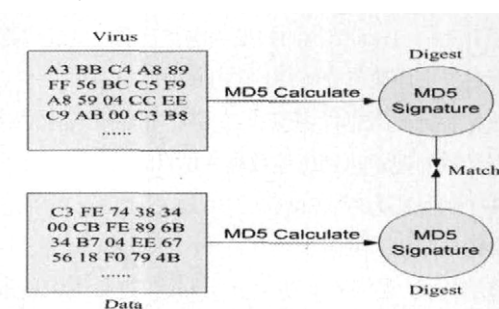 Virus
A3 BB C4 A8 89
FF 56 BC C5 F9
A8 59 04 CC EE
C9 AB 00 C3 B8
......
MD5 Calculate
Digest
MD5
Signature
Match
C3 FE 74 38 34
00 CB FE 89 6B
34 B7 04 EE 67
56 18 F0 79 4B
......
Data
MD5 Calculate
MD5
Signature
Digest